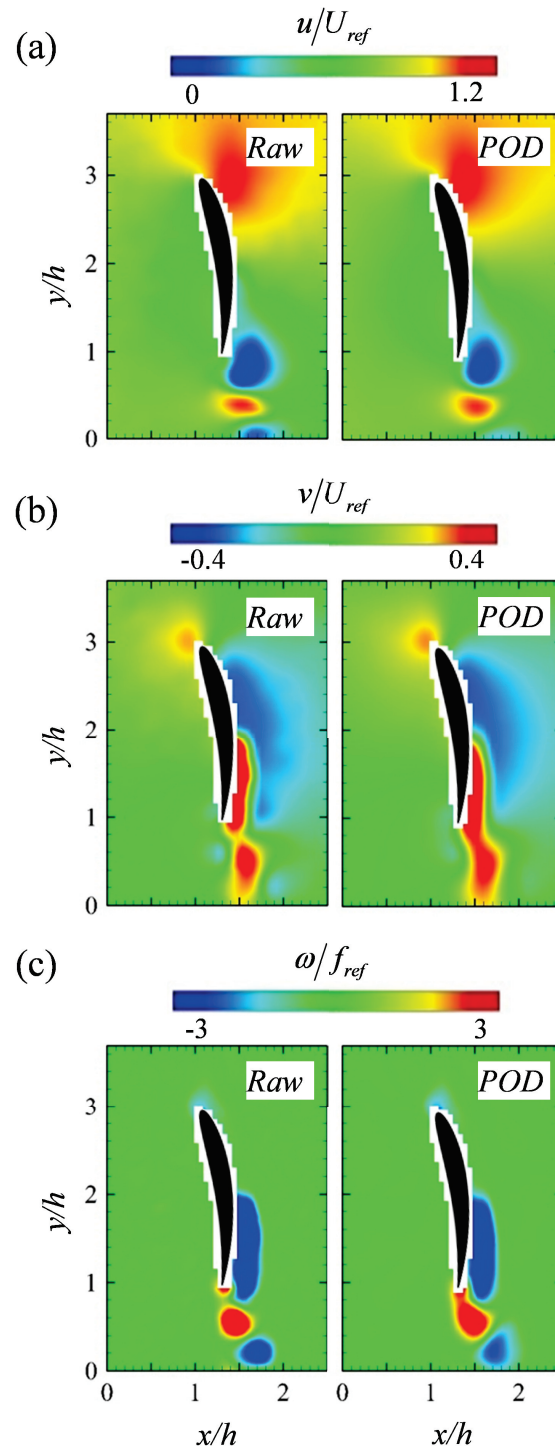 (a)
u/U_ref
0 1.2
Raw POD
3
2
1
0
y/h
(b)
v/U_ref
-0.4 0.4
Raw POD
3
2
1
0
y/h
(c)
ω/f_ref
-3 3
Raw POD
3
2
1
0
y/h
0 1 2 0 1 2
x/h x/h